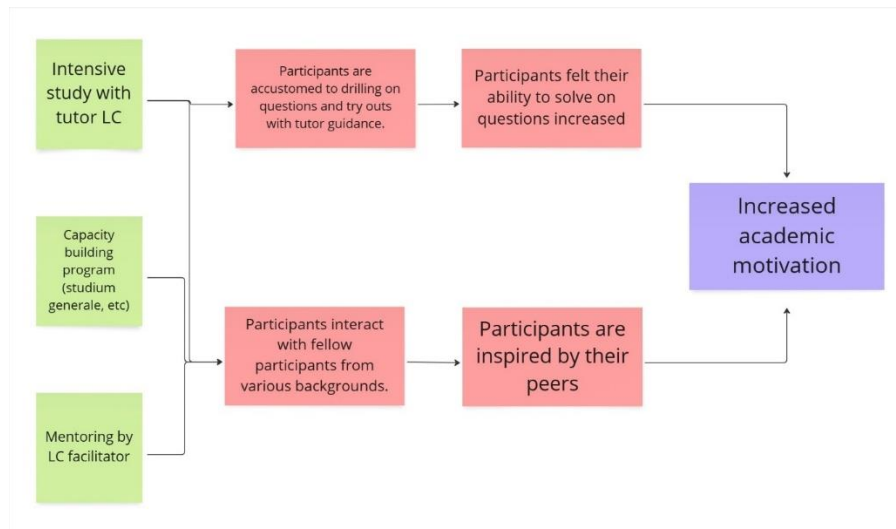 Intensive
study with
tutor LC
Participants are
accustomed to drilling on
questions and try outs
with tutor guidance.
Participants felt their
ability to solve on
questions increased
Increased
academic
motivation
Capacity
building
program
(studium
generale, etc)
Participants interact
with fellow
participants from
various backgrounds.
Participants are
inspired by their
peers
Mentoring by
LC facilitator